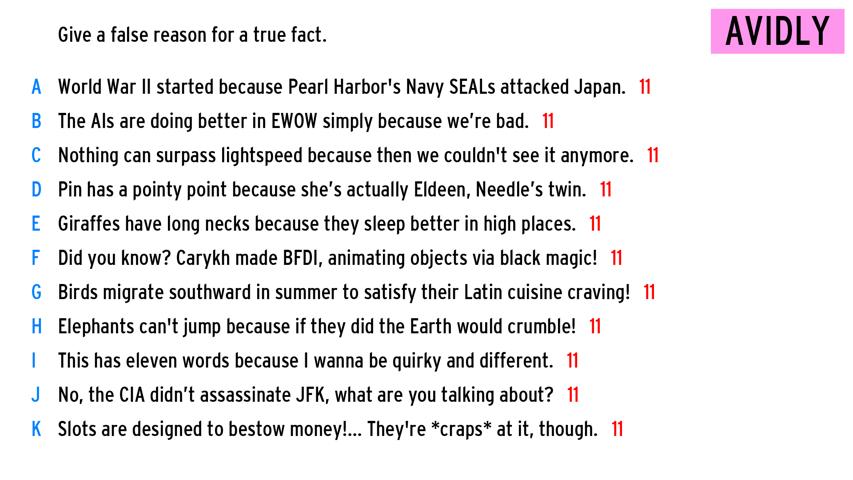 Give a false reason for a true fact.
AVIDLY
A World War II started because Pearl Harbor's Navy SEALs attacked Japan. 11
B The AIs are doing better in EWOW simply because we’re bad. 11
C Nothing can surpass lightspeed because then we couldn't see it anymore. 11
D Pin has a pointy point because she’s actually Eldeen, Needle’s twin. 11
E Giraffes have long necks because they sleep better in high places. 11
F Did you know? Carykh made BFDI, animating objects via black magic! 11
G Birds migrate southward in summer to satisfy their Latin cuisine craving! 11
H Elephants can't jump because if they did the Earth would crumble! 11
I This has eleven words because I wanna be quirky and different. 11
J No, the CIA didn’t assassinate JFK, what are you talking about? 11
K Slots are designed to bestow money!... They're *craps* at it, though. 11